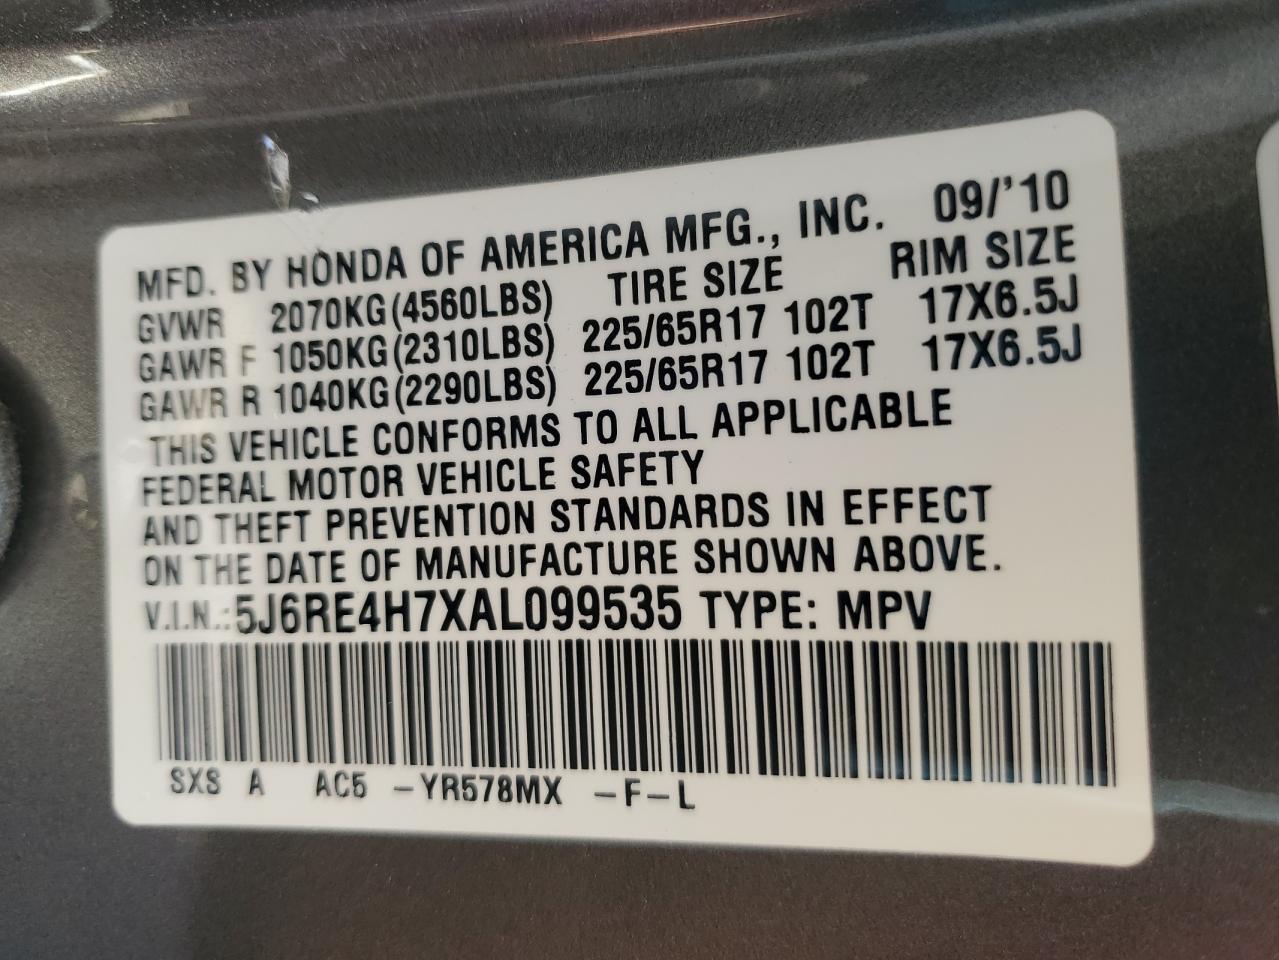 MFD. BY HONDA OF AMERICA MFG., INC. 09/'10
GVWR 2070KG(4560LBS) TIRE SIZE RIM SIZE
GAWR F 1050KG(2310LBS) 225/65R17 102T 17X6.5J
GAWR R 1040KG(2290LBS) 225/65R17 102T 17X6.5J
THIS VEHICLE CONFORMS TO ALL APPLICABLE
FEDERAL MOTOR VEHICLE SAFETY
AND THEFT PREVENTION STANDARDS IN EFFECT
ON THE DATE OF MANUFACTURE SHOWN ABOVE.
V.I.N.:5J6RE4H7XAL099535 TYPE: MPV
SXS A AC5 -YR578MX -F-L